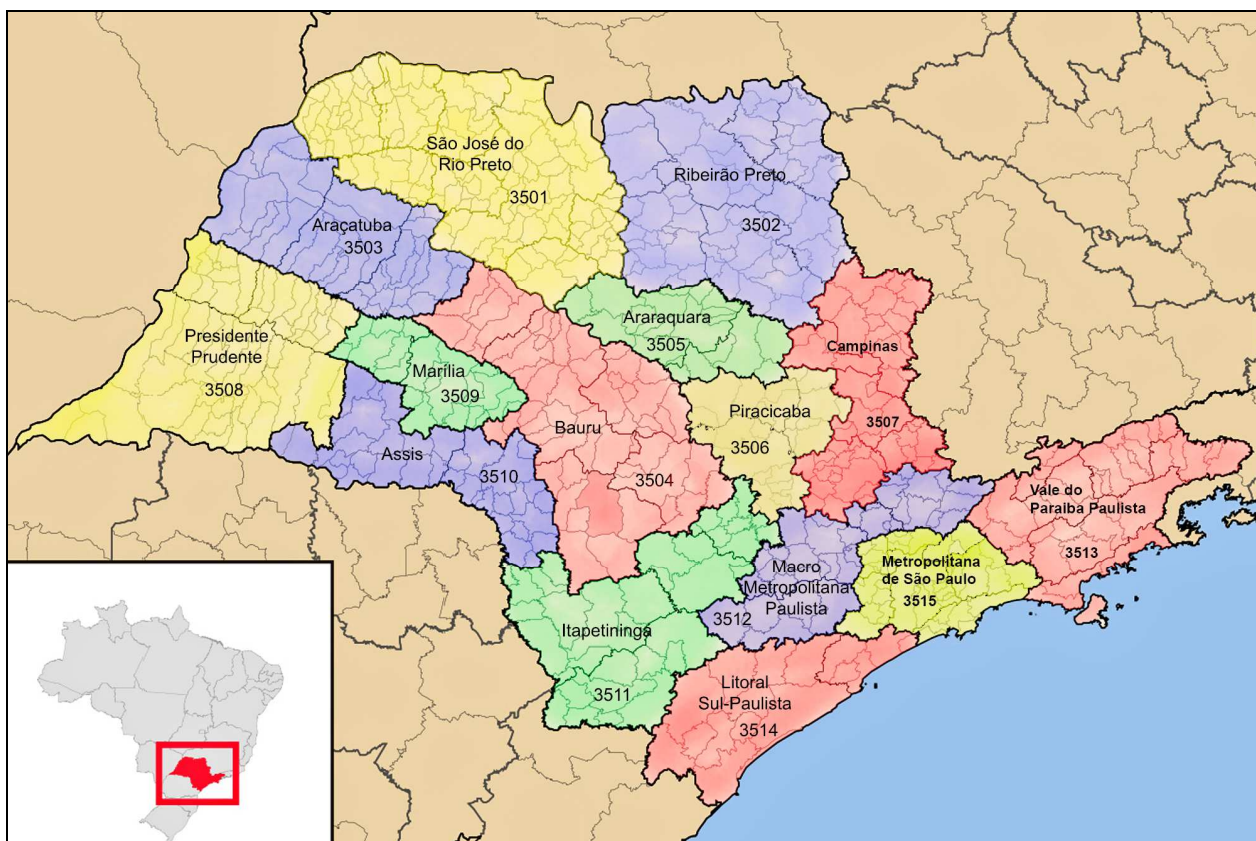 São José do
Rio Preto
3501
Ribeirão Preto
3502
Araçatuba
3503
Araraquara
3505
Campinas
3507
Presidente
Prudente
3508
Marília
3509
Piracicaba
3506
Bauru
3504
Assis
3510
Vale do
Paraiba Paulista
3513
Metropolitana
de São Paulo
3515
Macro
Metropolitana
Paulista
3512
Itapetininga
3511
Litoral
Sul-Paulista
3514